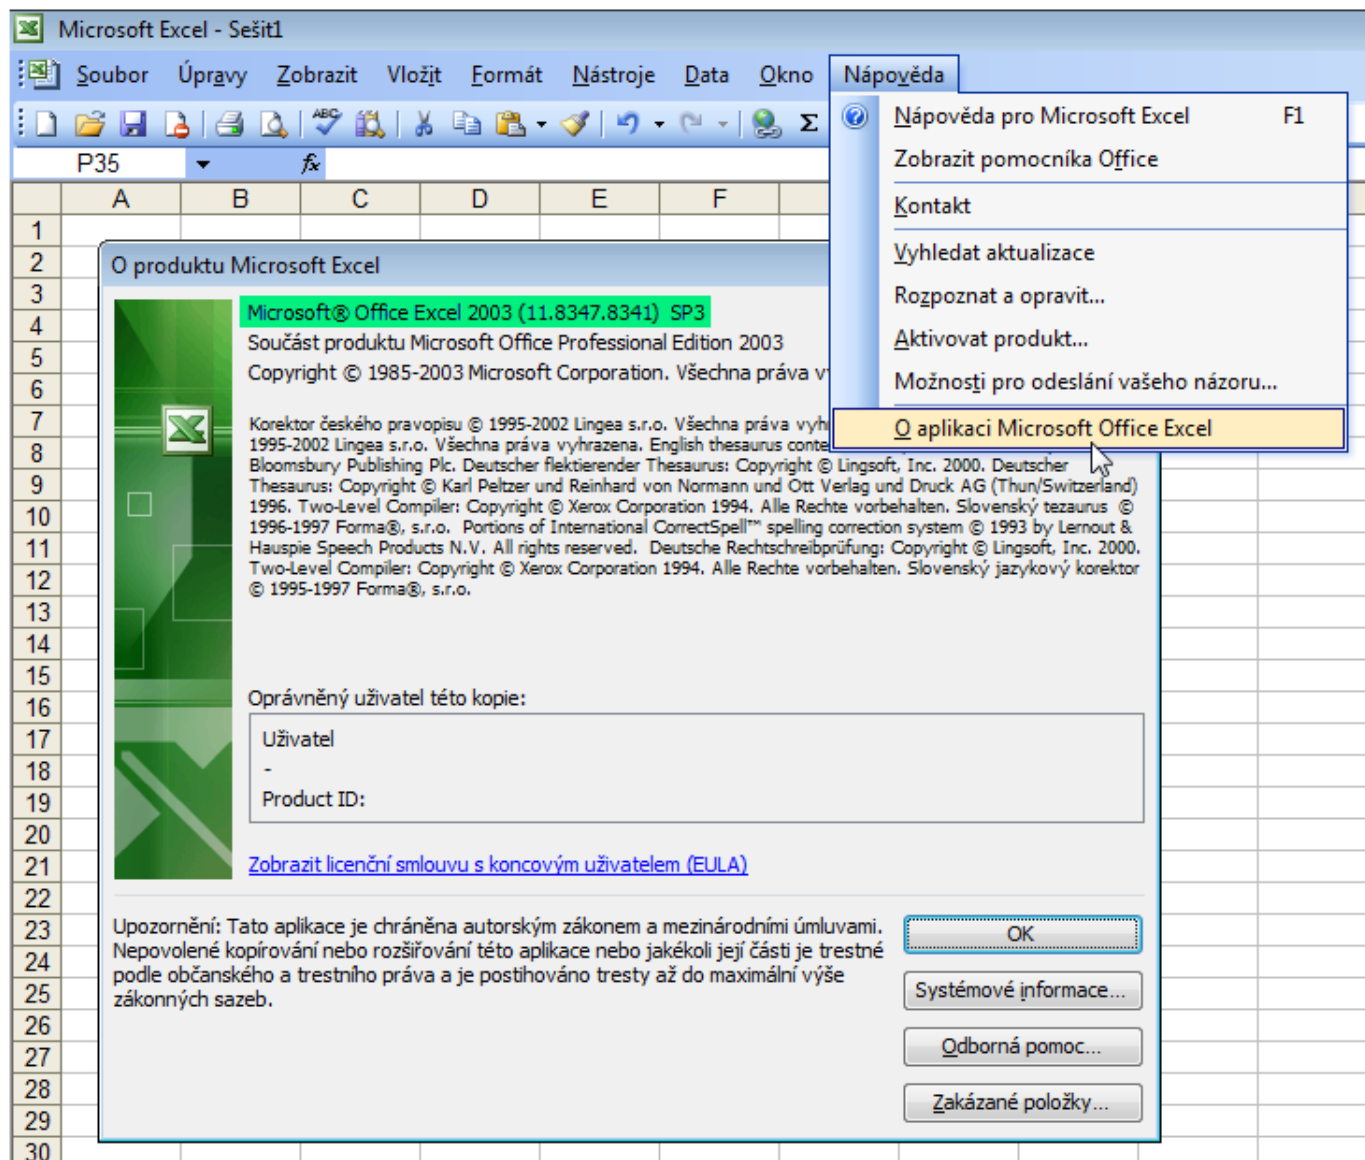 Microsoft Excel - Sešit1
Soubor Úpravy Zobrazit Vložit Formát Nástroje Data Okno Nápověda
ABC Σ
P35 fx
A B C D E F
Nápověda pro Microsoft Excel F1
Zobrazit pomocníka Office
Kontakt
Vyhledat aktualizace
Rozpoznat a opravit...
Aktivovat produkt...
Možnosti pro odeslání vašeho názoru...
O aplikaci Microsoft Office Excel
1
2
3
4
5
6
7
8
9
10
11
12
13
14
15
16
17
18
19
20
21
22
23
24
25
26
27
28
29
30
O produktu Microsoft Excel
Microsoft® Office Excel 2003 (11.8347.8341) SP3
Součást produktu Microsoft Office Professional Edition 2003
Copyright © 1985-2003 Microsoft Corporation. Všechna práva
Korektor českého pravopisu © 1995-2002 Lingea s.r.o. Všechna práva
1995-2002 Lingea s.r.o. Všechna práva vyhrazena. English thesaurus
Bloomsbury Publishing Plc. Deutscher flektierender Thesaurus: Copyright © Lingsoft, Inc. 2000. Deutscher
Thesaurus: Copyright © Karl Peltzer und Reinhard von Normann und Ott Verlag und Druck AG (Thun/Switzerland)
1996. Two-Level Compiler: Copyright © Xerox Corporation 1994. Alle Rechte vorbehalten. Slovenský tezaurus ©
1996-1997 Forma®, s.r.o. Portions of International CorrectSpell™ spelling correction system © 1993 by Lernout &
Hauspie Speech Products N.V. All rights reserved. Deutsche Rechtschreibprüfung: Copyright © Lingsoft, Inc. 2000.
Two-Level Compiler: Copyright © Xerox Corporation 1994. Alle Rechte vorbehalten. Slovenský jazykový korektor
© 1995-1997 Forma®, s.r.o.
Oprávněný uživatel této kopie:
Uživatel
-
Product ID:
Zobrazit licenční smlouvu s koncovým uživatelem (EULA)
Upozornění: Tato aplikace je chráněna autorským zákonem a mezinárodními úmluvami.
Nepovolené kopírování nebo rozšiřování této aplikace nebo jakékoli její části je trestné
podle občanského a trestního práva a je postihováno tresty až do maximální výše
zákonných sazeb.
OK
Systémové informace...
Odborná pomoc...
Zakázané položky...